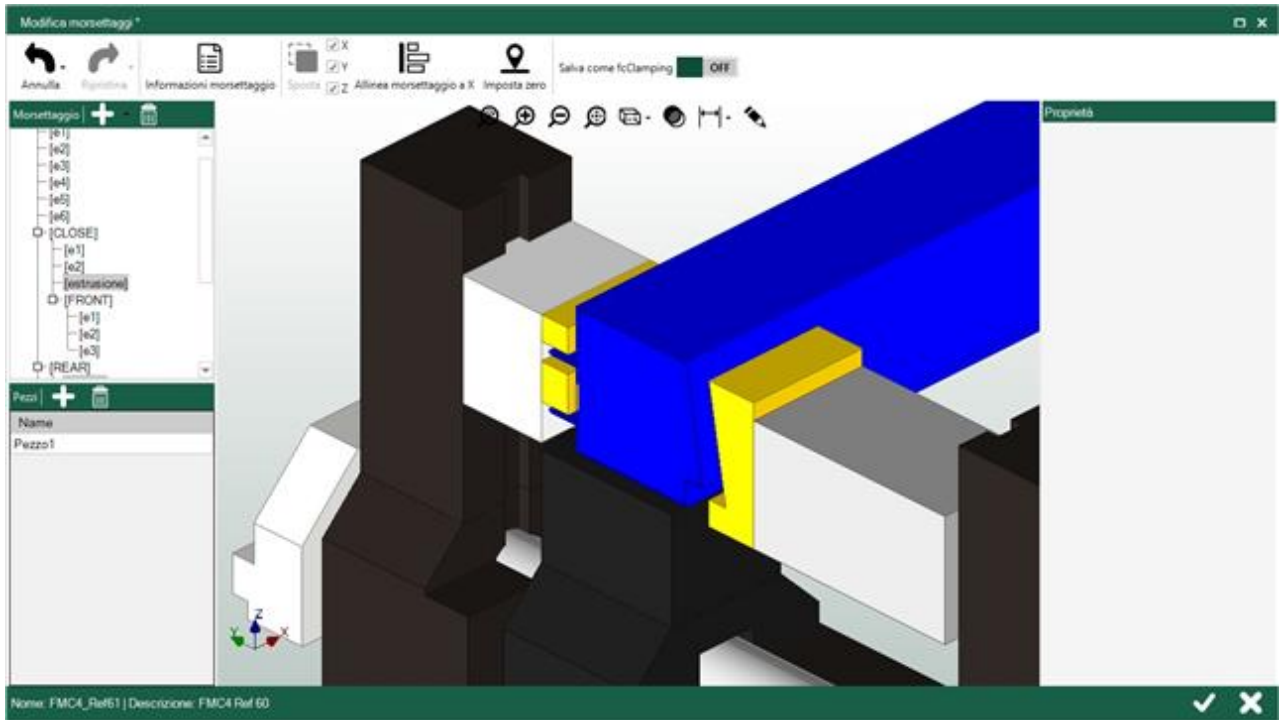 Modifica morsettaggi *
Annulla
Ripristina
Informazioni morsettaggio
Sposta
X
Y
Z
Allinea morsettaggio a X
Imposta zero
Salva come fcClamping
OFF
Morsettaggio
[e1]
[e2]
[e3]
[e4]
[e5]
[e6]
[CLOSE]
[e1]
[e2]
[estrusione]
[FRONT]
[e1]
[e2]
[e3]
[REAR]
Pezzi
Name
Pezzo1
Proprietà
Z
Y
X
Nome: FMC4_Ref61 | Descrizione: FMC4 Ref 60